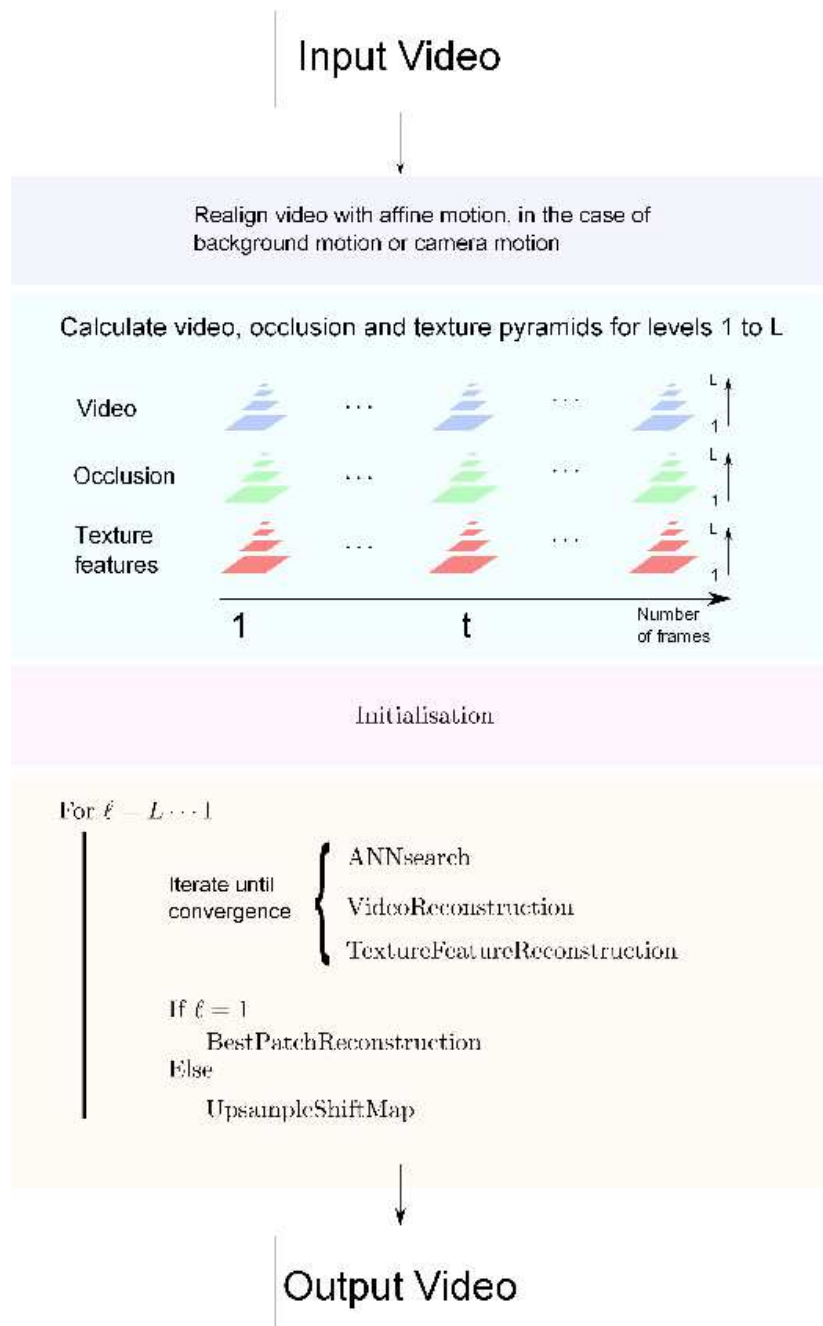 Input Video
Realign video with affine motion, in the case of
background motion or camera motion
Calculate video, occlusion and texture pyramids for levels 1 to L
Video
... ...
L
1
Occlusion
... ...
L
1
Texture
features
... ...
L
1
1 t
Number
of frames
Initialisation
For ℓ = L ⋯ 1
Iterate until
convergence
{
ANNsearch
VideoReconstruction
TextureFeatureReconstruction
If ℓ = 1
BestPatchReconstruction
Else
UpsampleShiftMap
Output Video